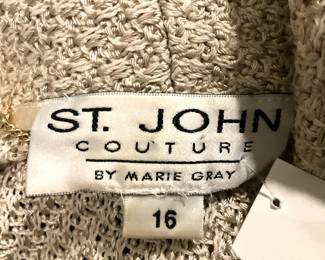 ST. JOHN
COUTURE
BY MARIE GRAY
16